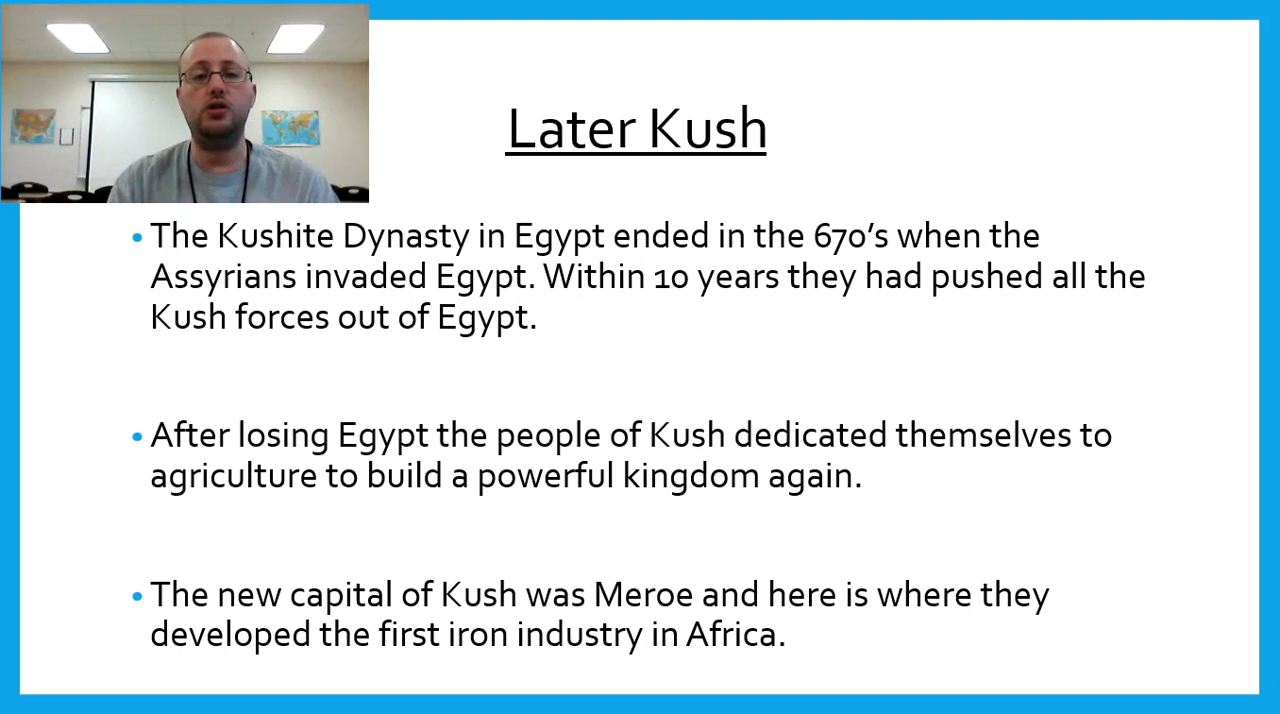 Later Kush
• The Kushite Dynasty in Egypt ended in the 670's when the
Assyrians invaded Egypt. Within 10 years they had pushed all the
Kush forces out of Egypt.
• After losing Egypt the people of Kush dedicated themselves to
agriculture to build a powerful kingdom again.
• The new capital of Kush was Meroe and here is where they
developed the first iron industry in Africa.